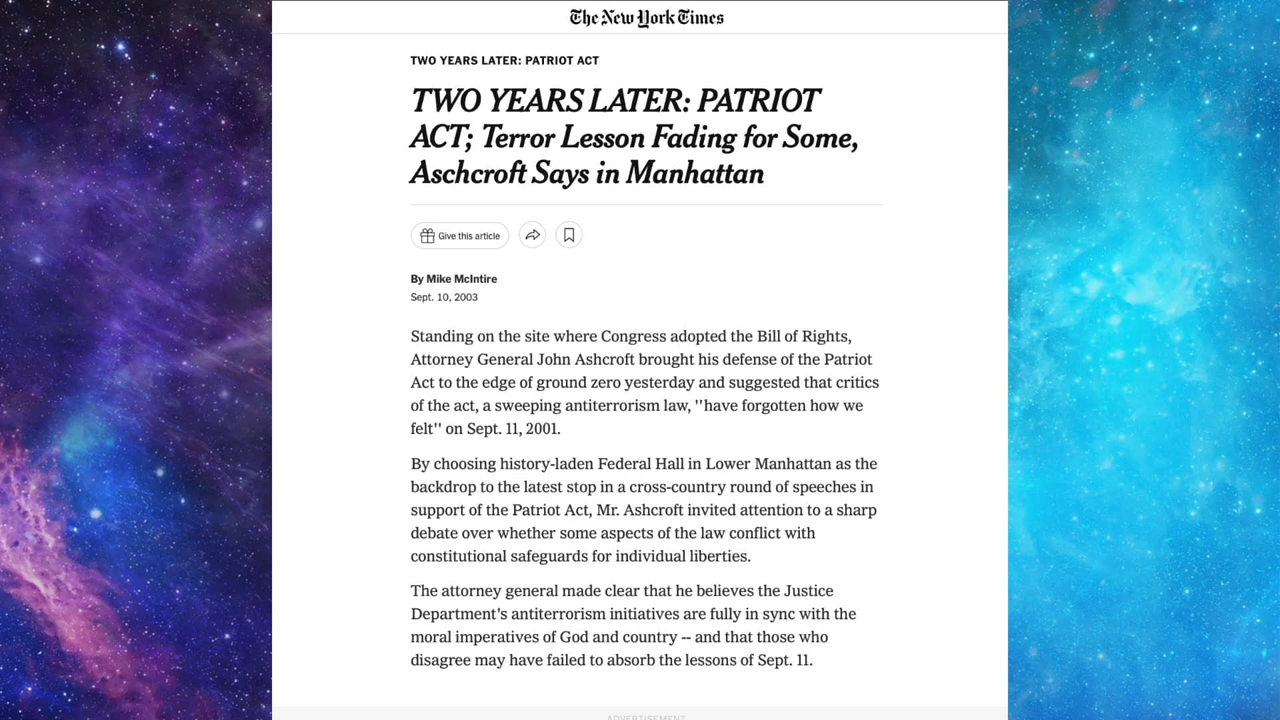 The New York Times
TWO YEARS LATER: PATRIOT ACT
TWO YEARS LATER: PATRIOT
ACT; Terror Lesson Fading for Some,
Aschcroft Says in Manhattan
Give this article
By Mike McIntire
Sept. 10, 2003
Standing on the site where Congress adopted the Bill of Rights,
Attorney General John Ashcroft brought his defense of the Patriot
Act to the edge of ground zero yesterday and suggested that critics
of the act, a sweeping antiterrorism law, ''have forgotten how we
felt'' on Sept. 11, 2001.
By choosing history-laden Federal Hall in Lower Manhattan as the
backdrop to the latest stop in a cross-country round of speeches in
support of the Patriot Act, Mr. Ashcroft invited attention to a sharp
debate over whether some aspects of the law conflict with
constitutional safeguards for individual liberties.
The attorney general made clear that he believes the Justice
Department's antiterrorism initiatives are fully in sync with the
moral imperatives of God and country -- and that those who
disagree may have failed to absorb the lessons of Sept. 11.
ADVERTISEMENT